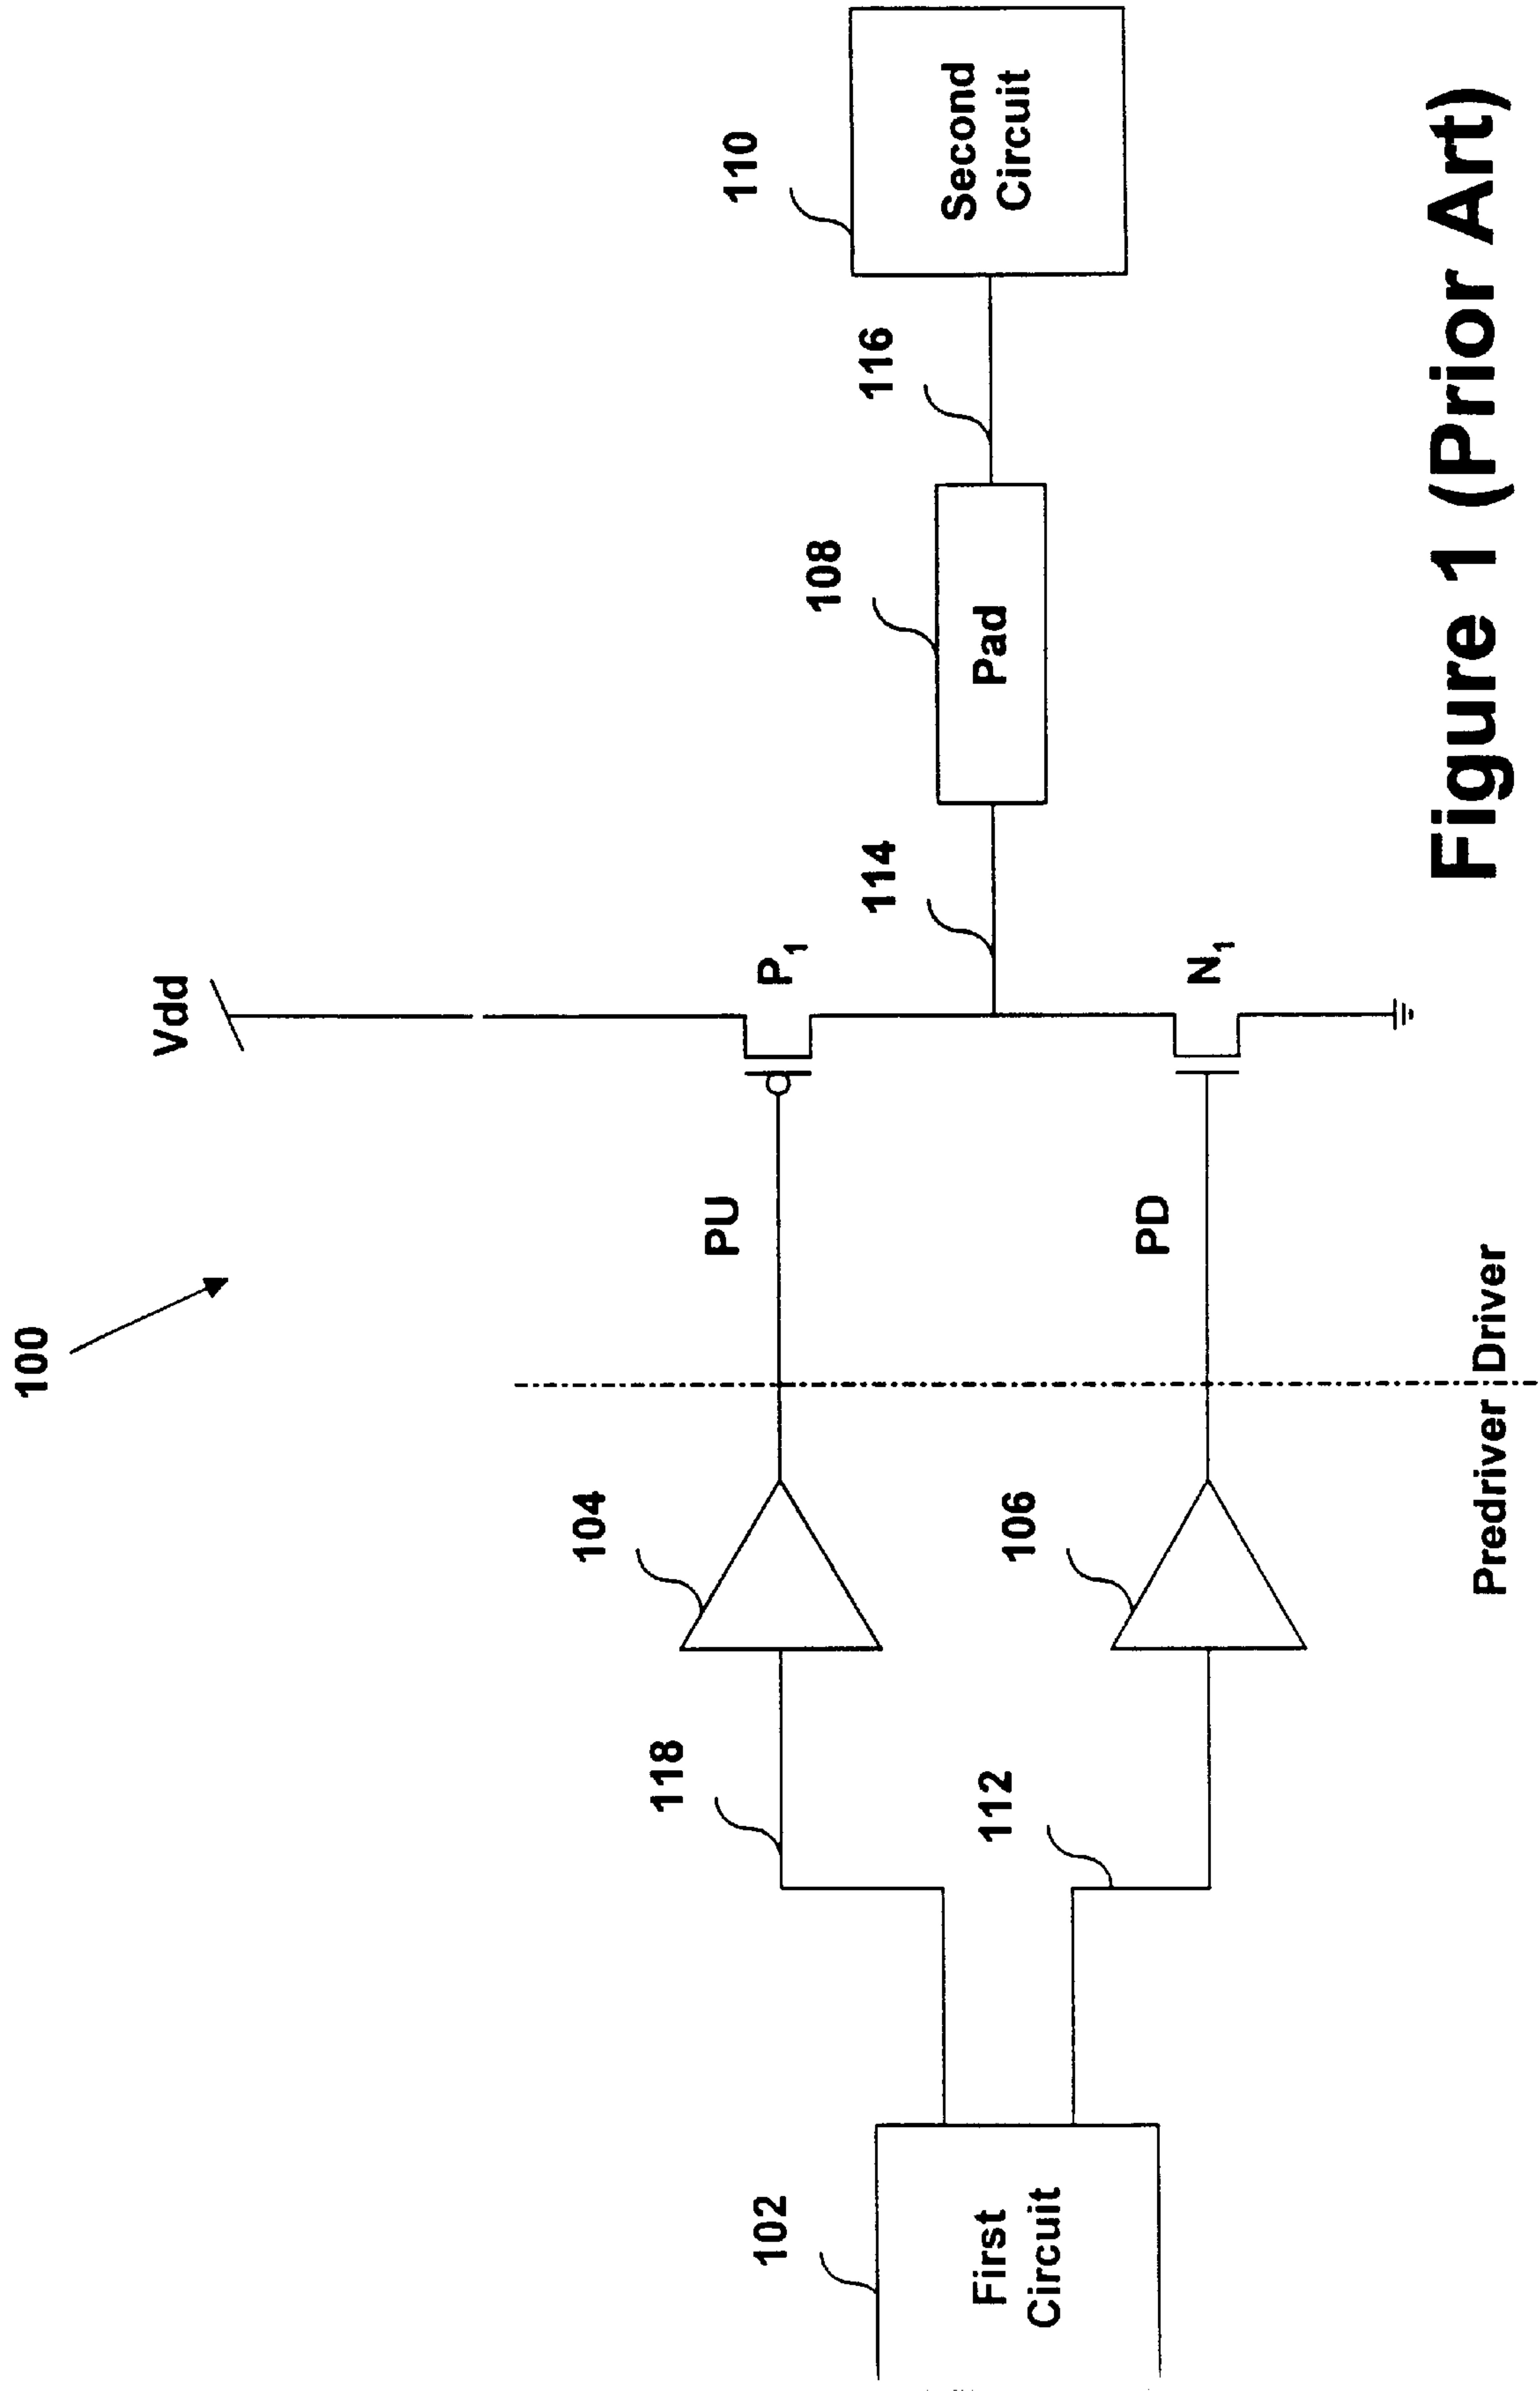 100
Vdd
110
104
PU
P1
118
102
108
114
116
Second
Circuit
First
Circuit
Pad
112
106
PD
N1
Predriver Driver
Figure 1 (Prior Art)